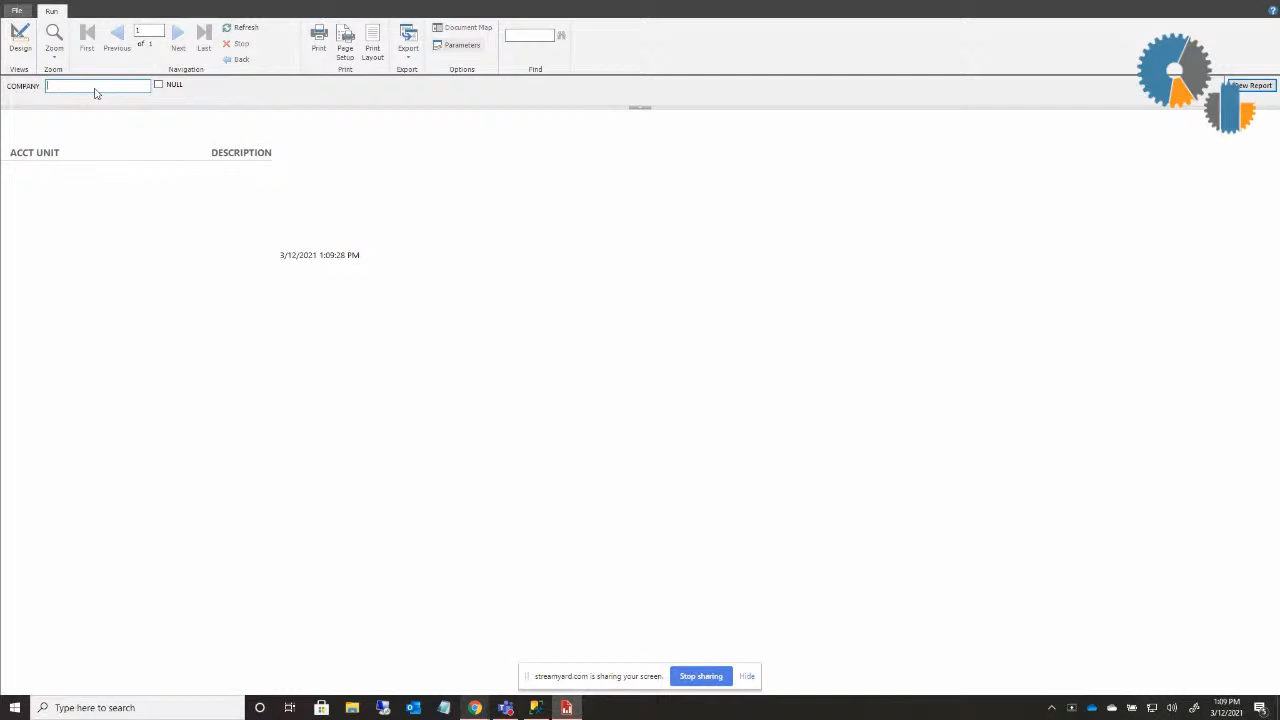 File Run
Design
Zoom
First
Previous
1
of 1
Next
Last
Refresh
Stop
Back
Print
Page Setup
Print Layout
Export
Document Map
Parameters
Views
Zoom
Navigation
Print
Export
Options
Find
COMPANY
NULL
View Report
ACCT UNIT DESCRIPTION
3/12/2021 1:09:28 PM
streamyard.com is sharing your screen.
Stop sharing
Hide
Type here to search
1:09 PM
3/12/2021